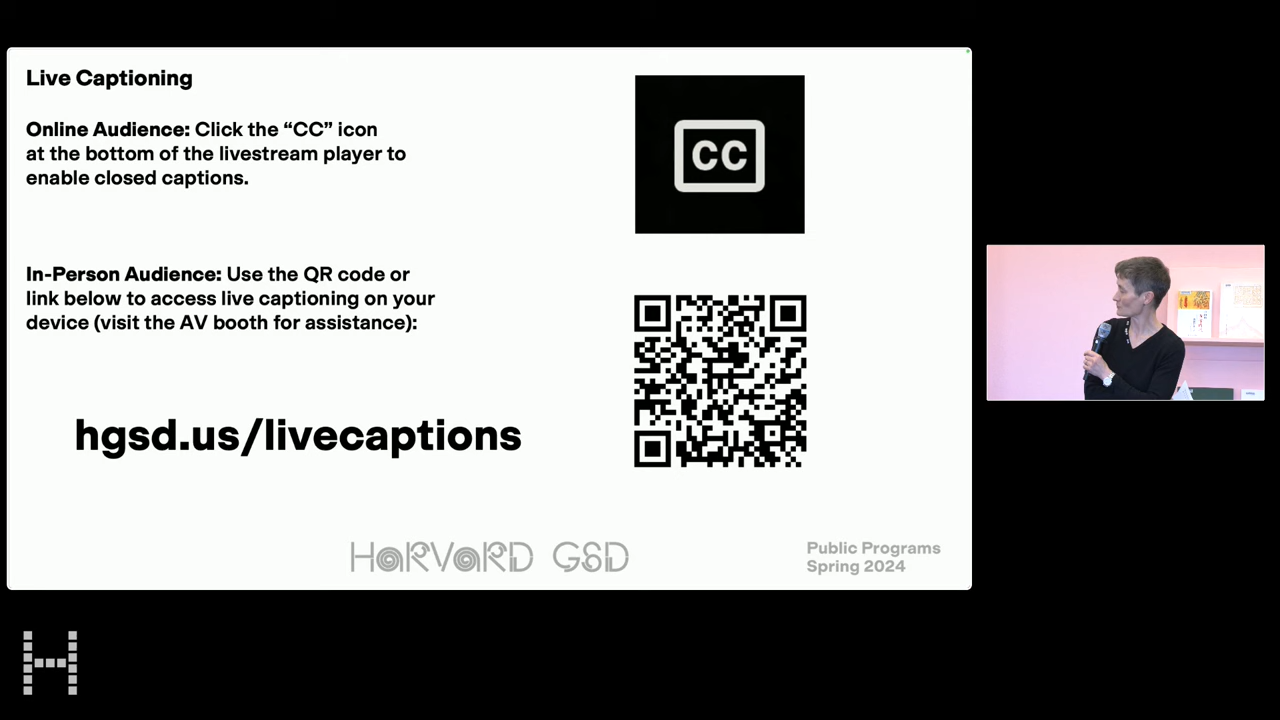 Live Captioning
Online Audience: Click the “CC” icon
at the bottom of the livestream player to
enable closed captions.
CC
In-Person Audience: Use the QR code or
link below to access live captioning on your
device (visit the AV booth for assistance):
hgsd.us/livecaptions
HARVARD GSD
Public Programs
Spring 2024
H